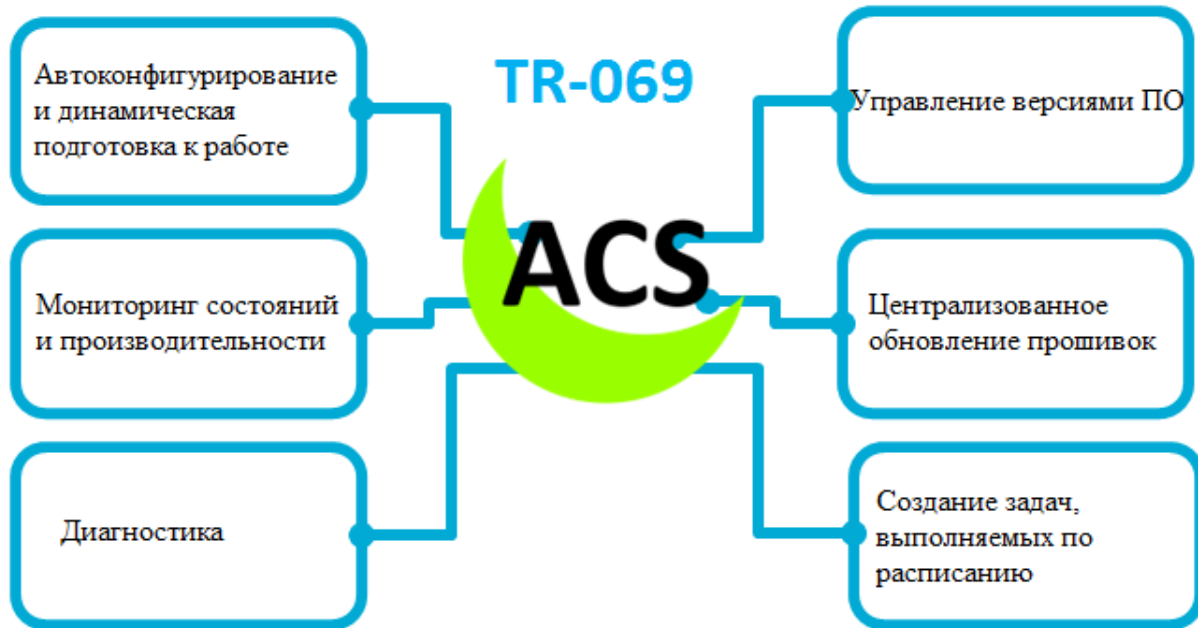 TR-069
ACS
Автоконфигурирование
и динамическая
подготовка к работе
Мониторинг состояний
и производительности
Диагностика
Управление версиями ПО
Централизованное
обновление прошивок
Создание задач,
выполняемых по
расписанию